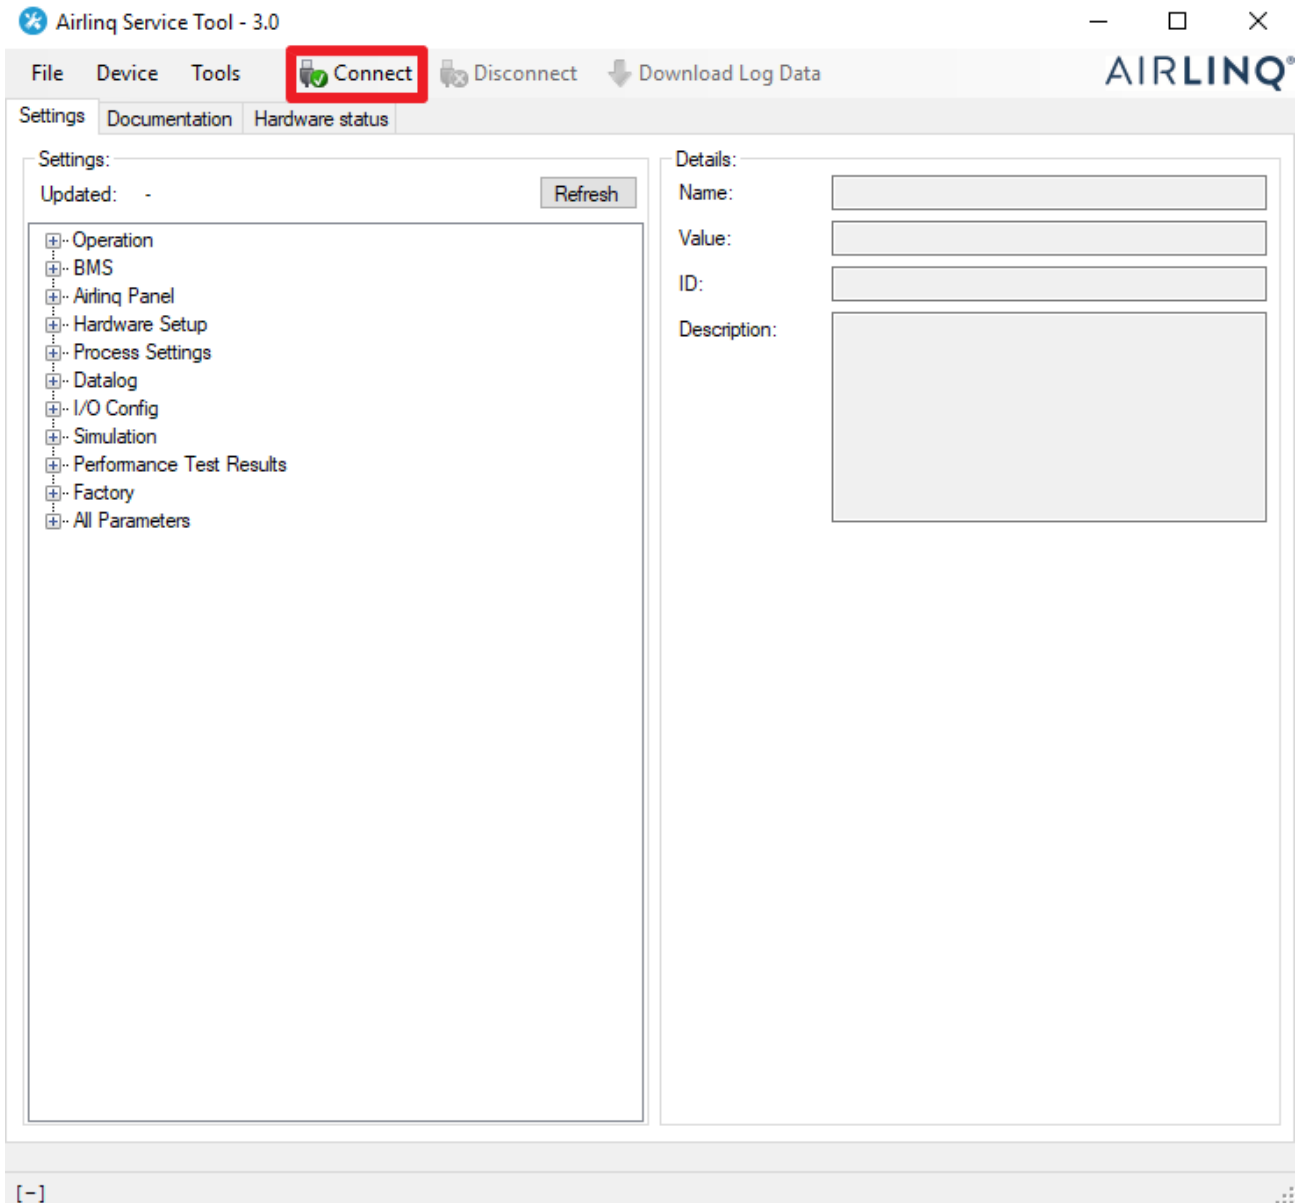 Airlinq Service Tool - 3.0
File Device Tools Connect Disconnect Download Log Data AIRLINQ®
Settings Documentation Hardware status
Settings:
Updated: - Refresh
Operation
BMS
Airlinq Panel
Hardware Setup
Process Settings
Datalog
I/O Config
Simulation
Performance Test Results
Factory
All Parameters
Details:
Name:
Value:
ID:
Description:
[-]